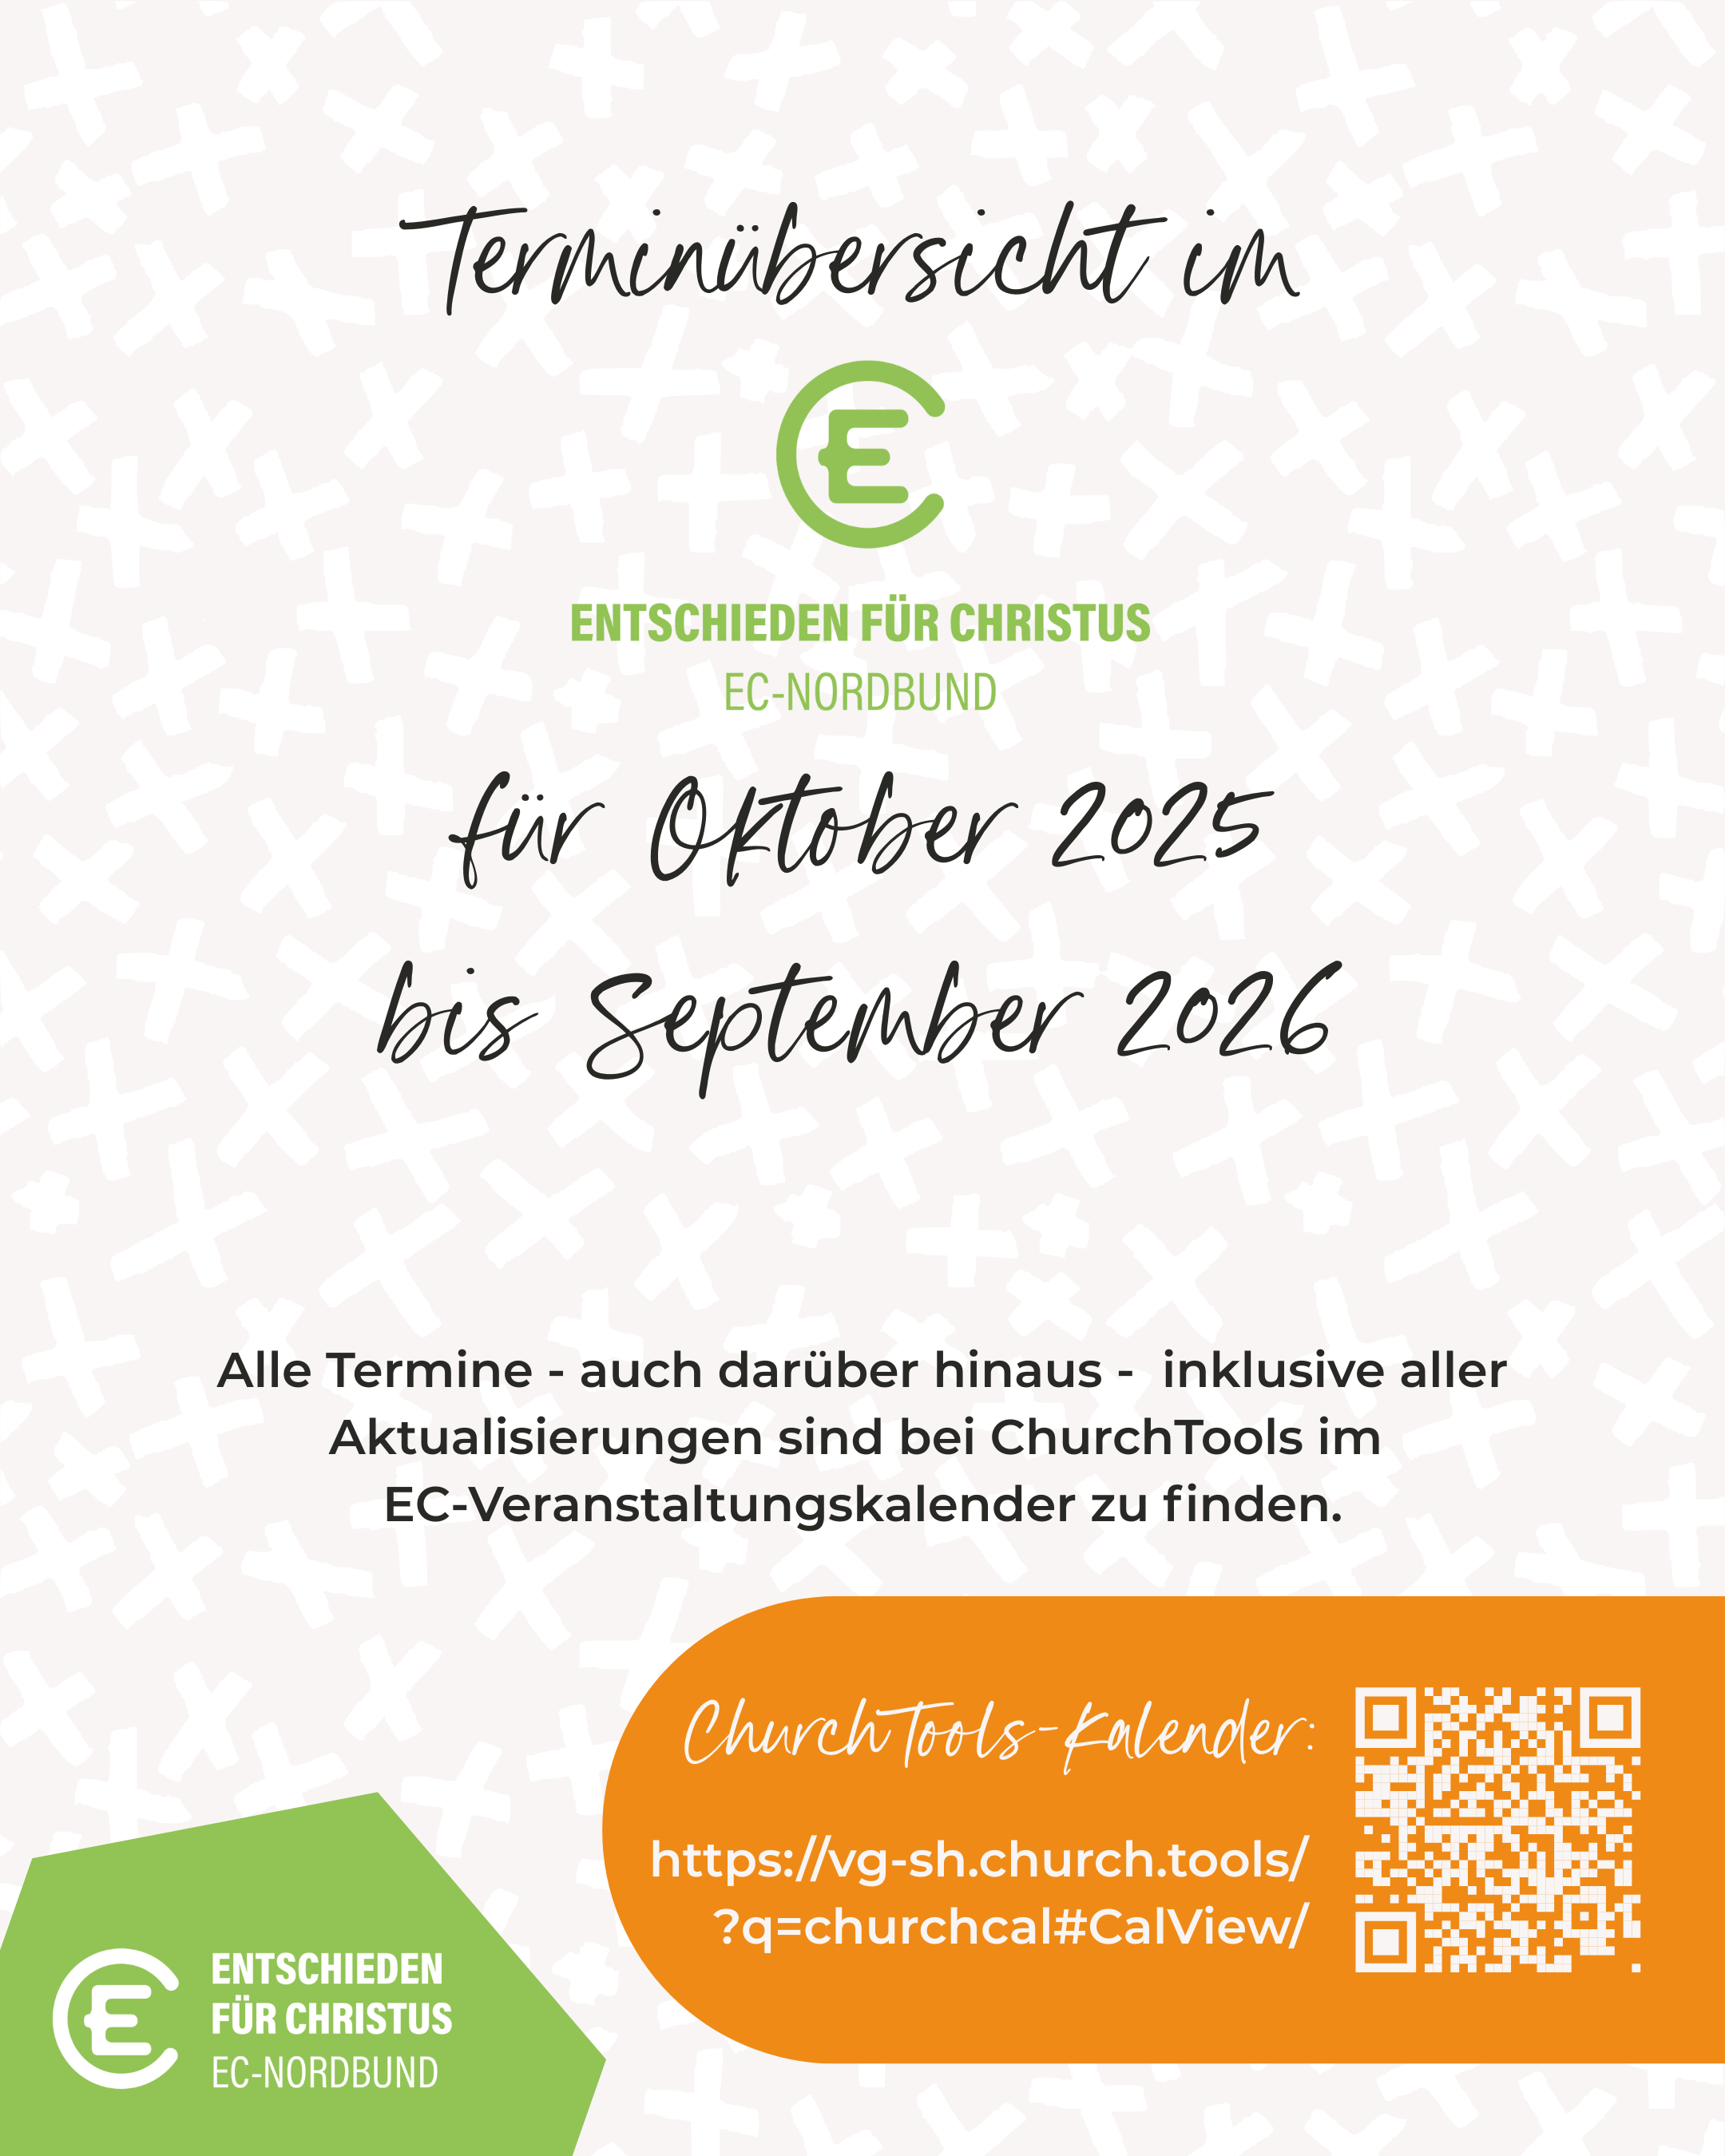 Terminübersicht im
ENTSCHIEDEN FÜR CHRISTUS
EC-NORDBUND
für Oktober 2025
bis September 2026
Alle Termine - auch darüber hinaus - inklusive aller
Aktualisierungen sind bei ChurchTools im
EC-Veranstaltungskalender zu finden.
ChurchTools-Kalender:
https://vg-sh.church.tools/
?q=churchcal#CalView/
ENTSCHIEDEN
FÜR CHRISTUS
EC-NORDBUND